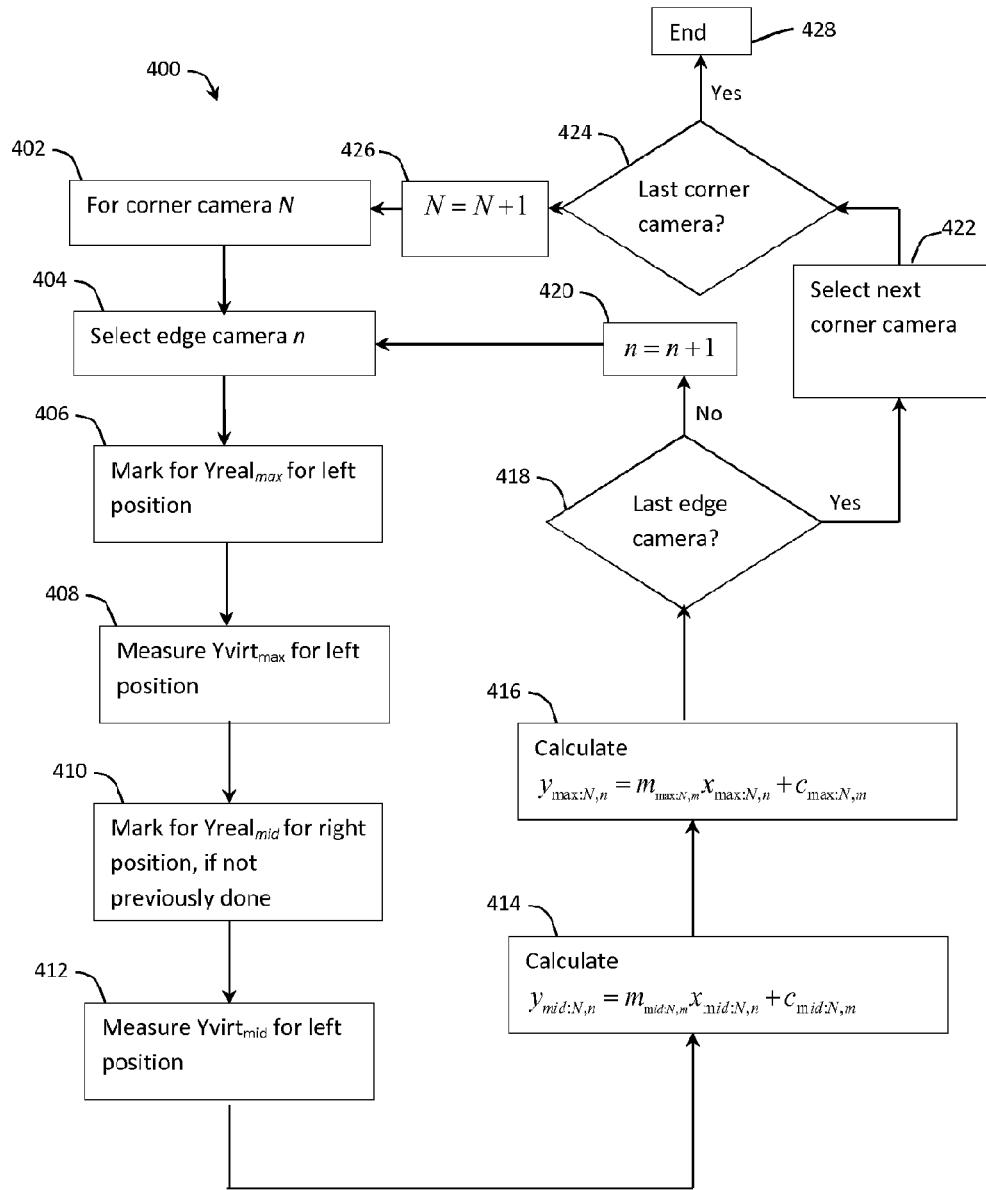 400
402
For corner camera N
404
Select edge camera n
406
Mark for Yreal_max for left
position
408
Measure Yvirt_max for left
position
410
Mark for Yreal_mid for right
position, if not
previously done
412
Measure Yvirt_mid for left
position
414
Calculate
y_mid:N,n = m_mid:N,m x_mid:N,n + c_mid:N,m
416
Calculate
y_max:N,n = m_max:N,m x_max:N,n + c_max:N,m
418
Last edge
camera?
No
Yes
420
n = n + 1
422
Select next
corner camera
424
Last corner
camera?
Yes
426
N = N + 1
End
428